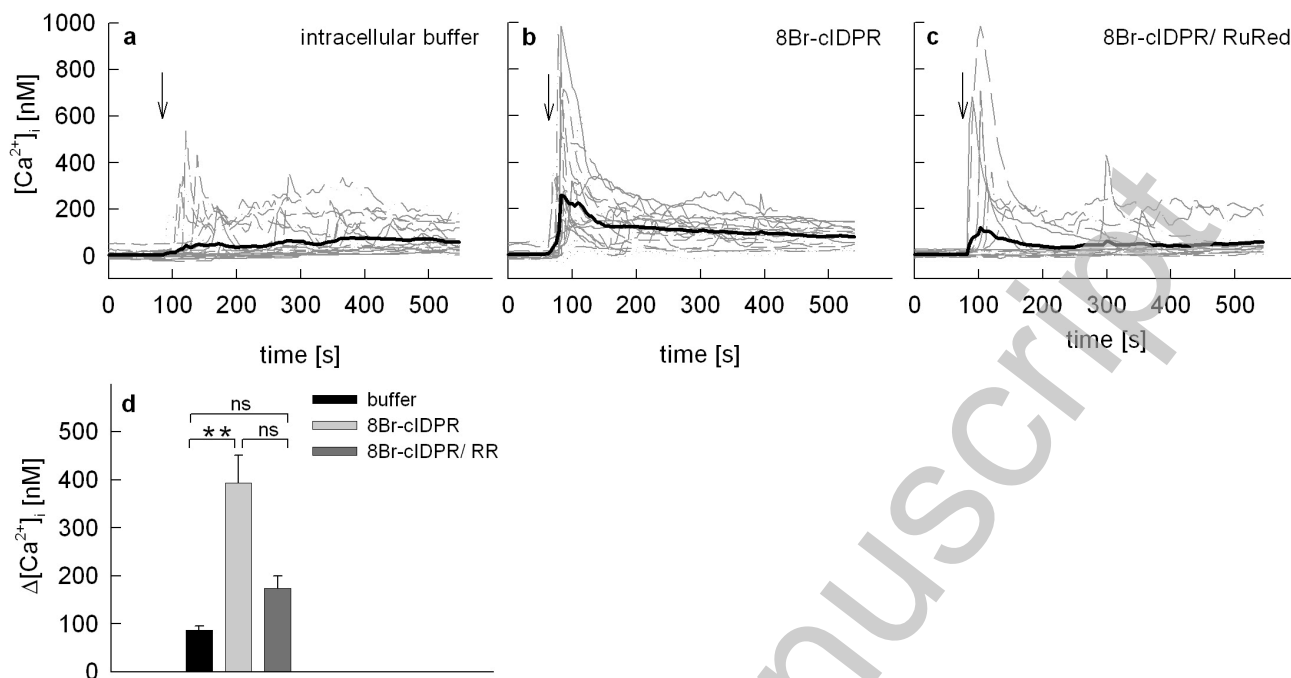 a intracellular buffer
b 8Br-cIDPR
c 8Br-cIDPR/ RuRed
[Ca²⁺]ᵢ [nM]
1000
800
600
400
200
0
0 100 200 300 400 500
0 100 200 300 400 500
0 100 200 300 400 500
time [s]
time [s]
time [s]
d
Δ[Ca²⁺]ᵢ [nM]
500
400
300
200
100
0
ns
** ns
buffer
8Br-cIDPR
8Br-cIDPR/ RR
nuscript